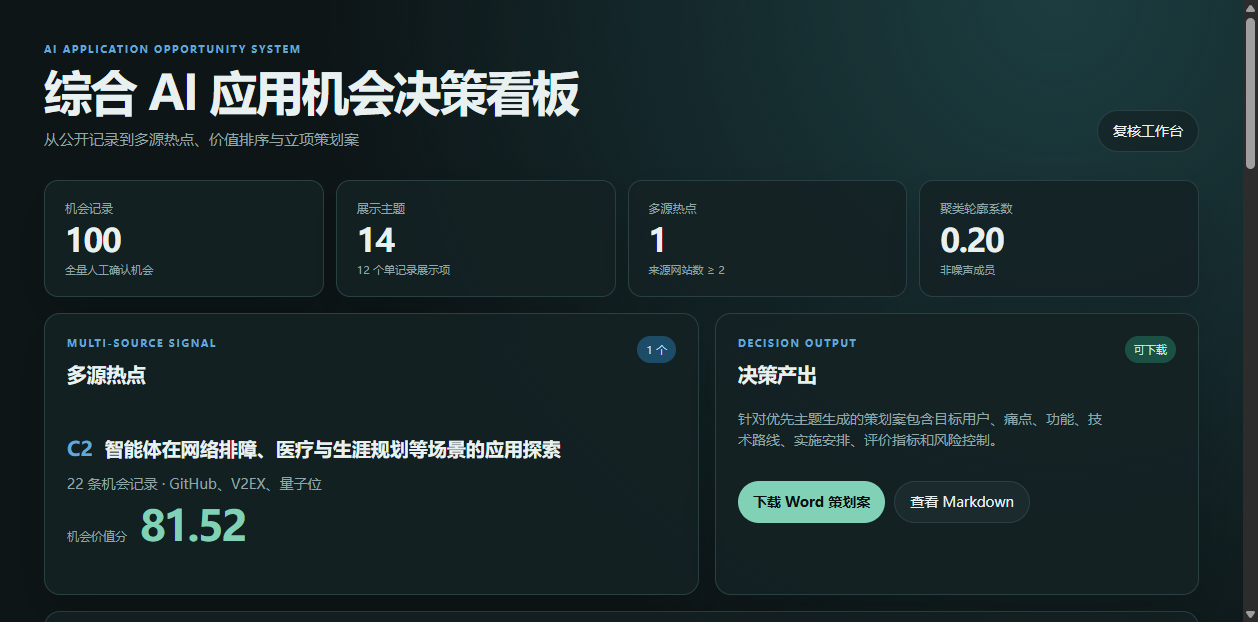 AI APPLICATION OPPORTUNITY SYSTEM
综合 AI 应用机会决策看板
从公开记录到多源热点、价值排序与立项策划案
复核工作台
机会记录
100
全量人工确认机会
展示主题
14
12 个单记录展示项
多源热点
1
来源网站数 ≥ 2
聚类轮廓系数
0.20
非噪声成员
MULTI-SOURCE SIGNAL
1 个
多源热点
C2 智能体在网络排障、医疗与生涯规划等场景的应用探索
22 条机会记录 · GitHub、V2EX、量子位
机会价值分 81.52
DECISION OUTPUT
可下载
决策产出
针对优先主题生成的策划案包含目标用户、痛点、功能、技
术路线、实施安排、评价指标和风险控制。
下载 Word 策划案
查看 Markdown